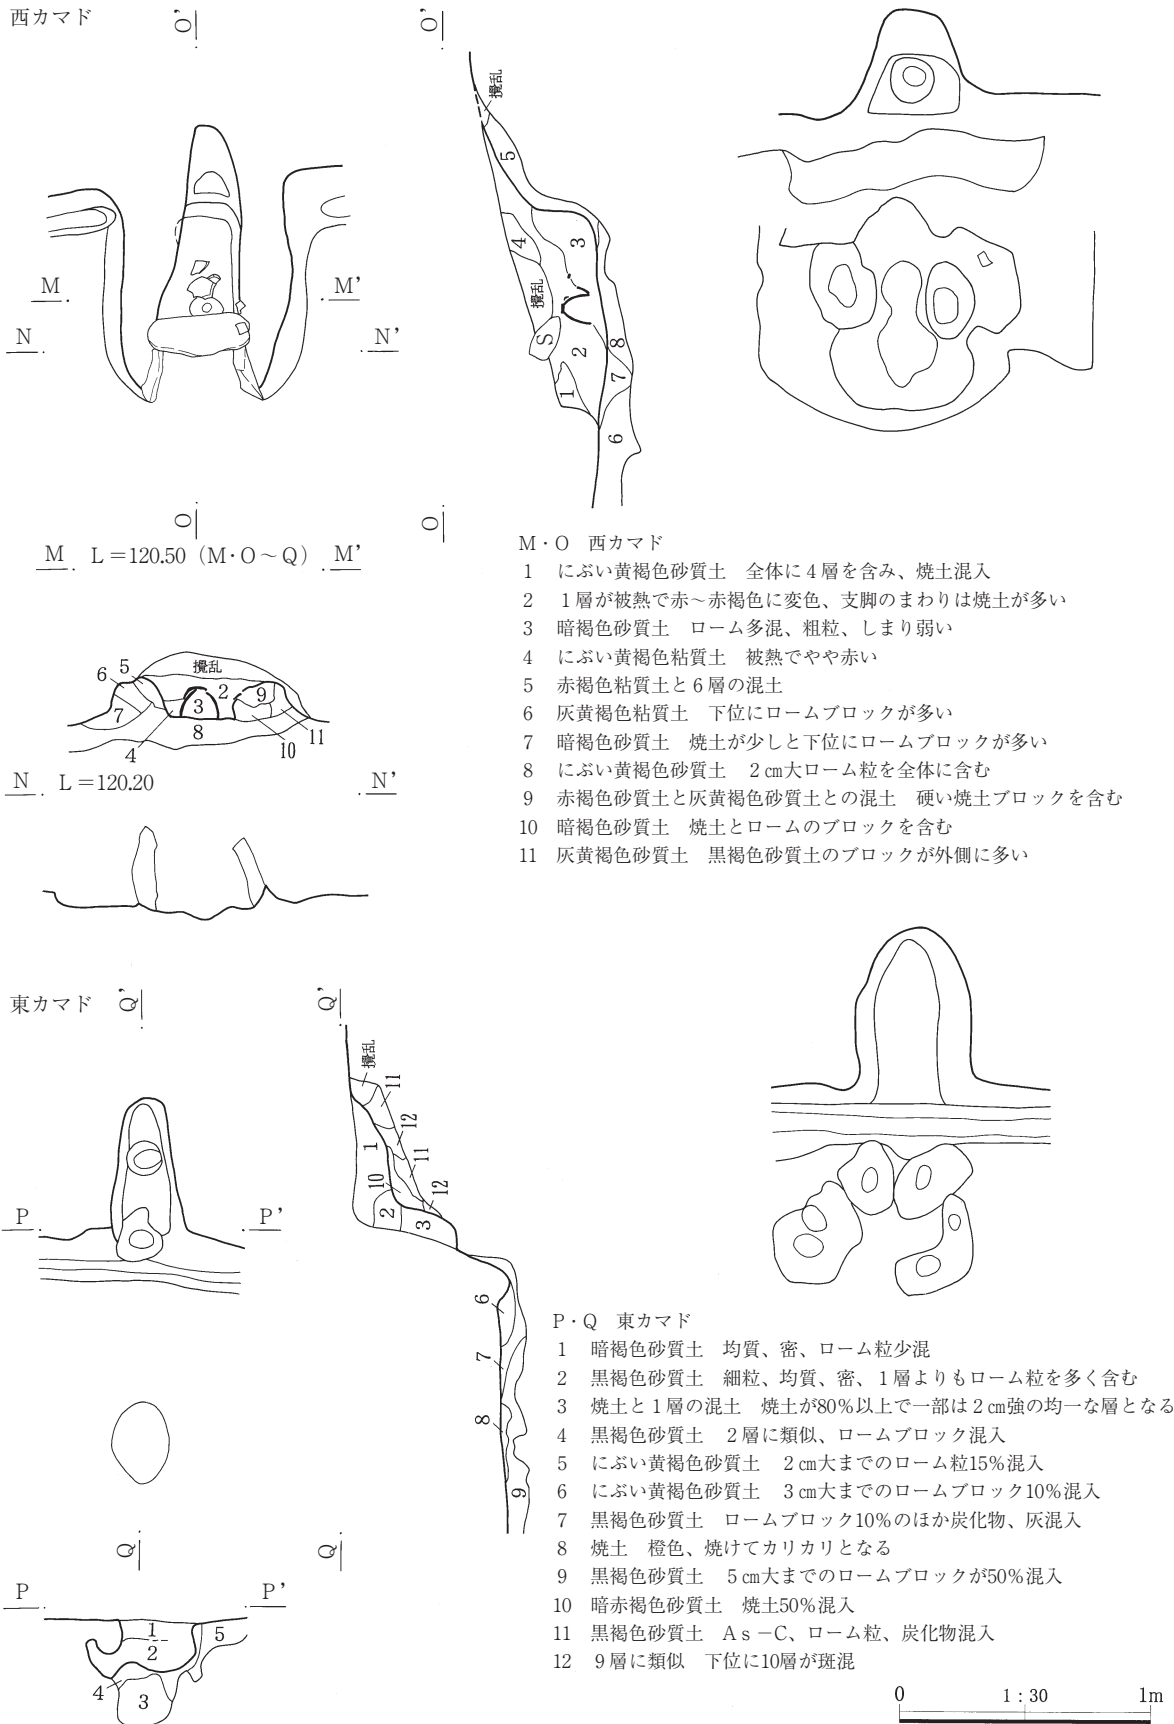 西カマド
O'
O'
攪乱
5
4
3
攪乱
S
2
8
7
1
6
M
M'
N
N'
O
O
M L=120.50（M・O～Q） M'
攪乱
5
6
7
2
9
3
8
4
10
11
N L=120.20 N'
M・O 西カマド
1 にぶい黄褐色砂質土 全体に４層を含み、焼土混入
2 １層が被熱で赤～赤褐色に変色、支脚のまわりは焼土が多い
3 暗褐色砂質土 ローム多混、粗粒、しまり弱い
4 にぶい黄褐色粘質土 被熱でやや赤い
5 赤褐色粘質土と６層の混土
6 灰黄褐色粘質土 下位にロームブロックが多い
7 暗褐色砂質土 焼土が少しと下位にロームブロックが多い
8 にぶい黄褐色砂質土 ２㎝大ローム粒を全体に含む
9 赤褐色砂質土と灰黄褐色砂質土との混土 硬い焼土ブロックを含む
10 暗褐色砂質土 焼土とロームのブロックを含む
11 灰黄褐色砂質土 黒褐色砂質土のブロックが外側に多い
東カマド
Q'
Q'
攪乱
11
12
1
11
10
12
2
3
6
7
8
9
P
P'
Q
Q
P
P'
1
2
5
4
3
P・Q 東カマド
1 暗褐色砂質土 均質、密、ローム粒少混
2 黒褐色砂質土 細粒、均質、密、１層よりもローム粒を多く含む
3 焼土と１層の混土 焼土が80％以上で一部は２㎝強の均一な層となる
4 黒褐色砂質土 ２層に類似、ロームブロック混入
5 にぶい黄褐色砂質土 ２㎝大までのローム粒15％混入
6 にぶい黄褐色砂質土 ３㎝大までのロームブロック10％混入
7 黒褐色砂質土 ロームブロック10％のほか炭化物、灰混入
8 焼土 橙色、焼けてカリカリとなる
9 黒褐色砂質土 ５㎝大までのロームブロックが50％混入
10 暗赤褐色砂質土 焼土50％混入
11 黒褐色砂質土 Ａｓ－Ｃ、ローム粒、炭化物混入
12 ９層に類似 下位に10層が斑混
0 1：30 1m